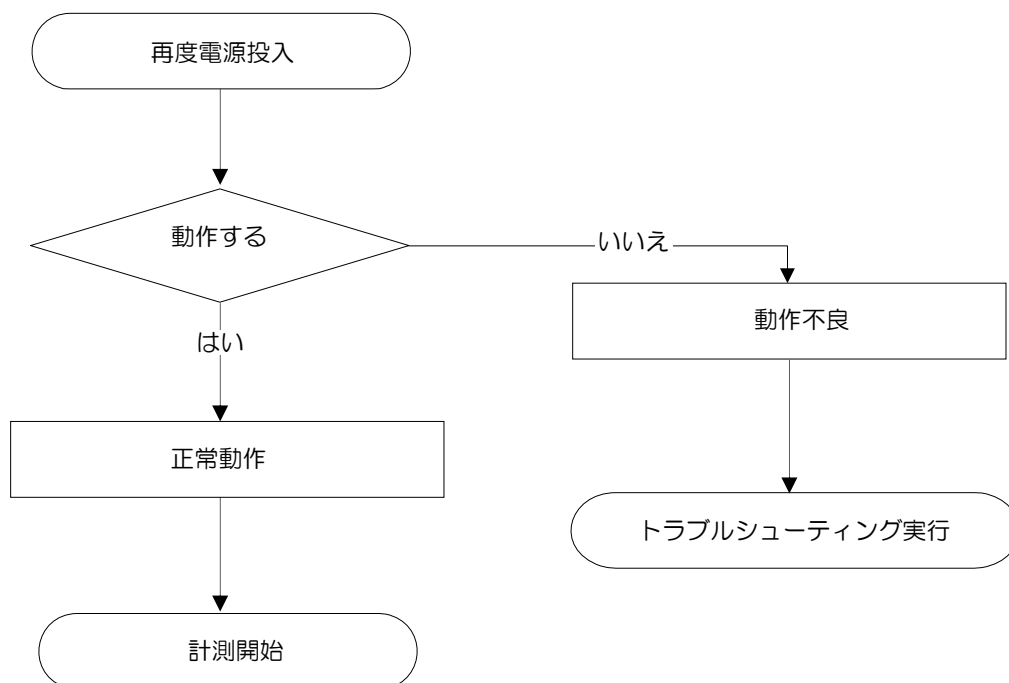 再度電源投入
動作する
いいえ
動作不良
はい
正常動作
トラブルシューティング実行
計測開始